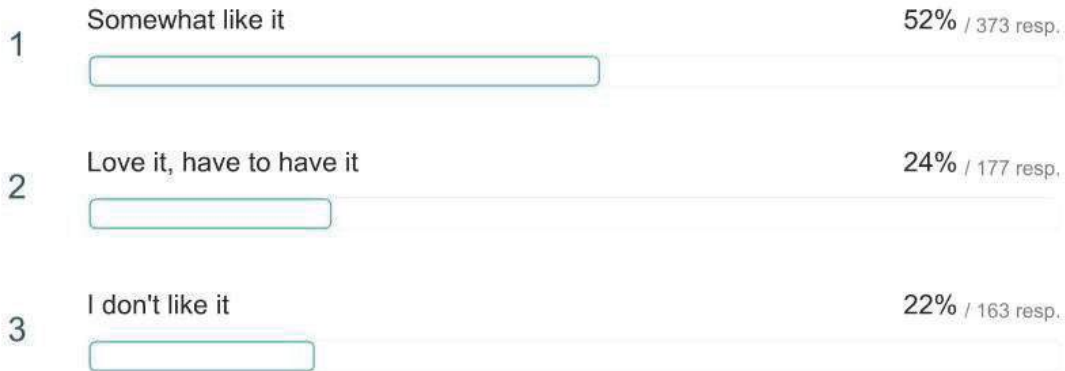 1 Somewhat like it 52% / 373 resp.
2 Love it, have to have it 24% / 177 resp.
3 I don't like it 22% / 163 resp.